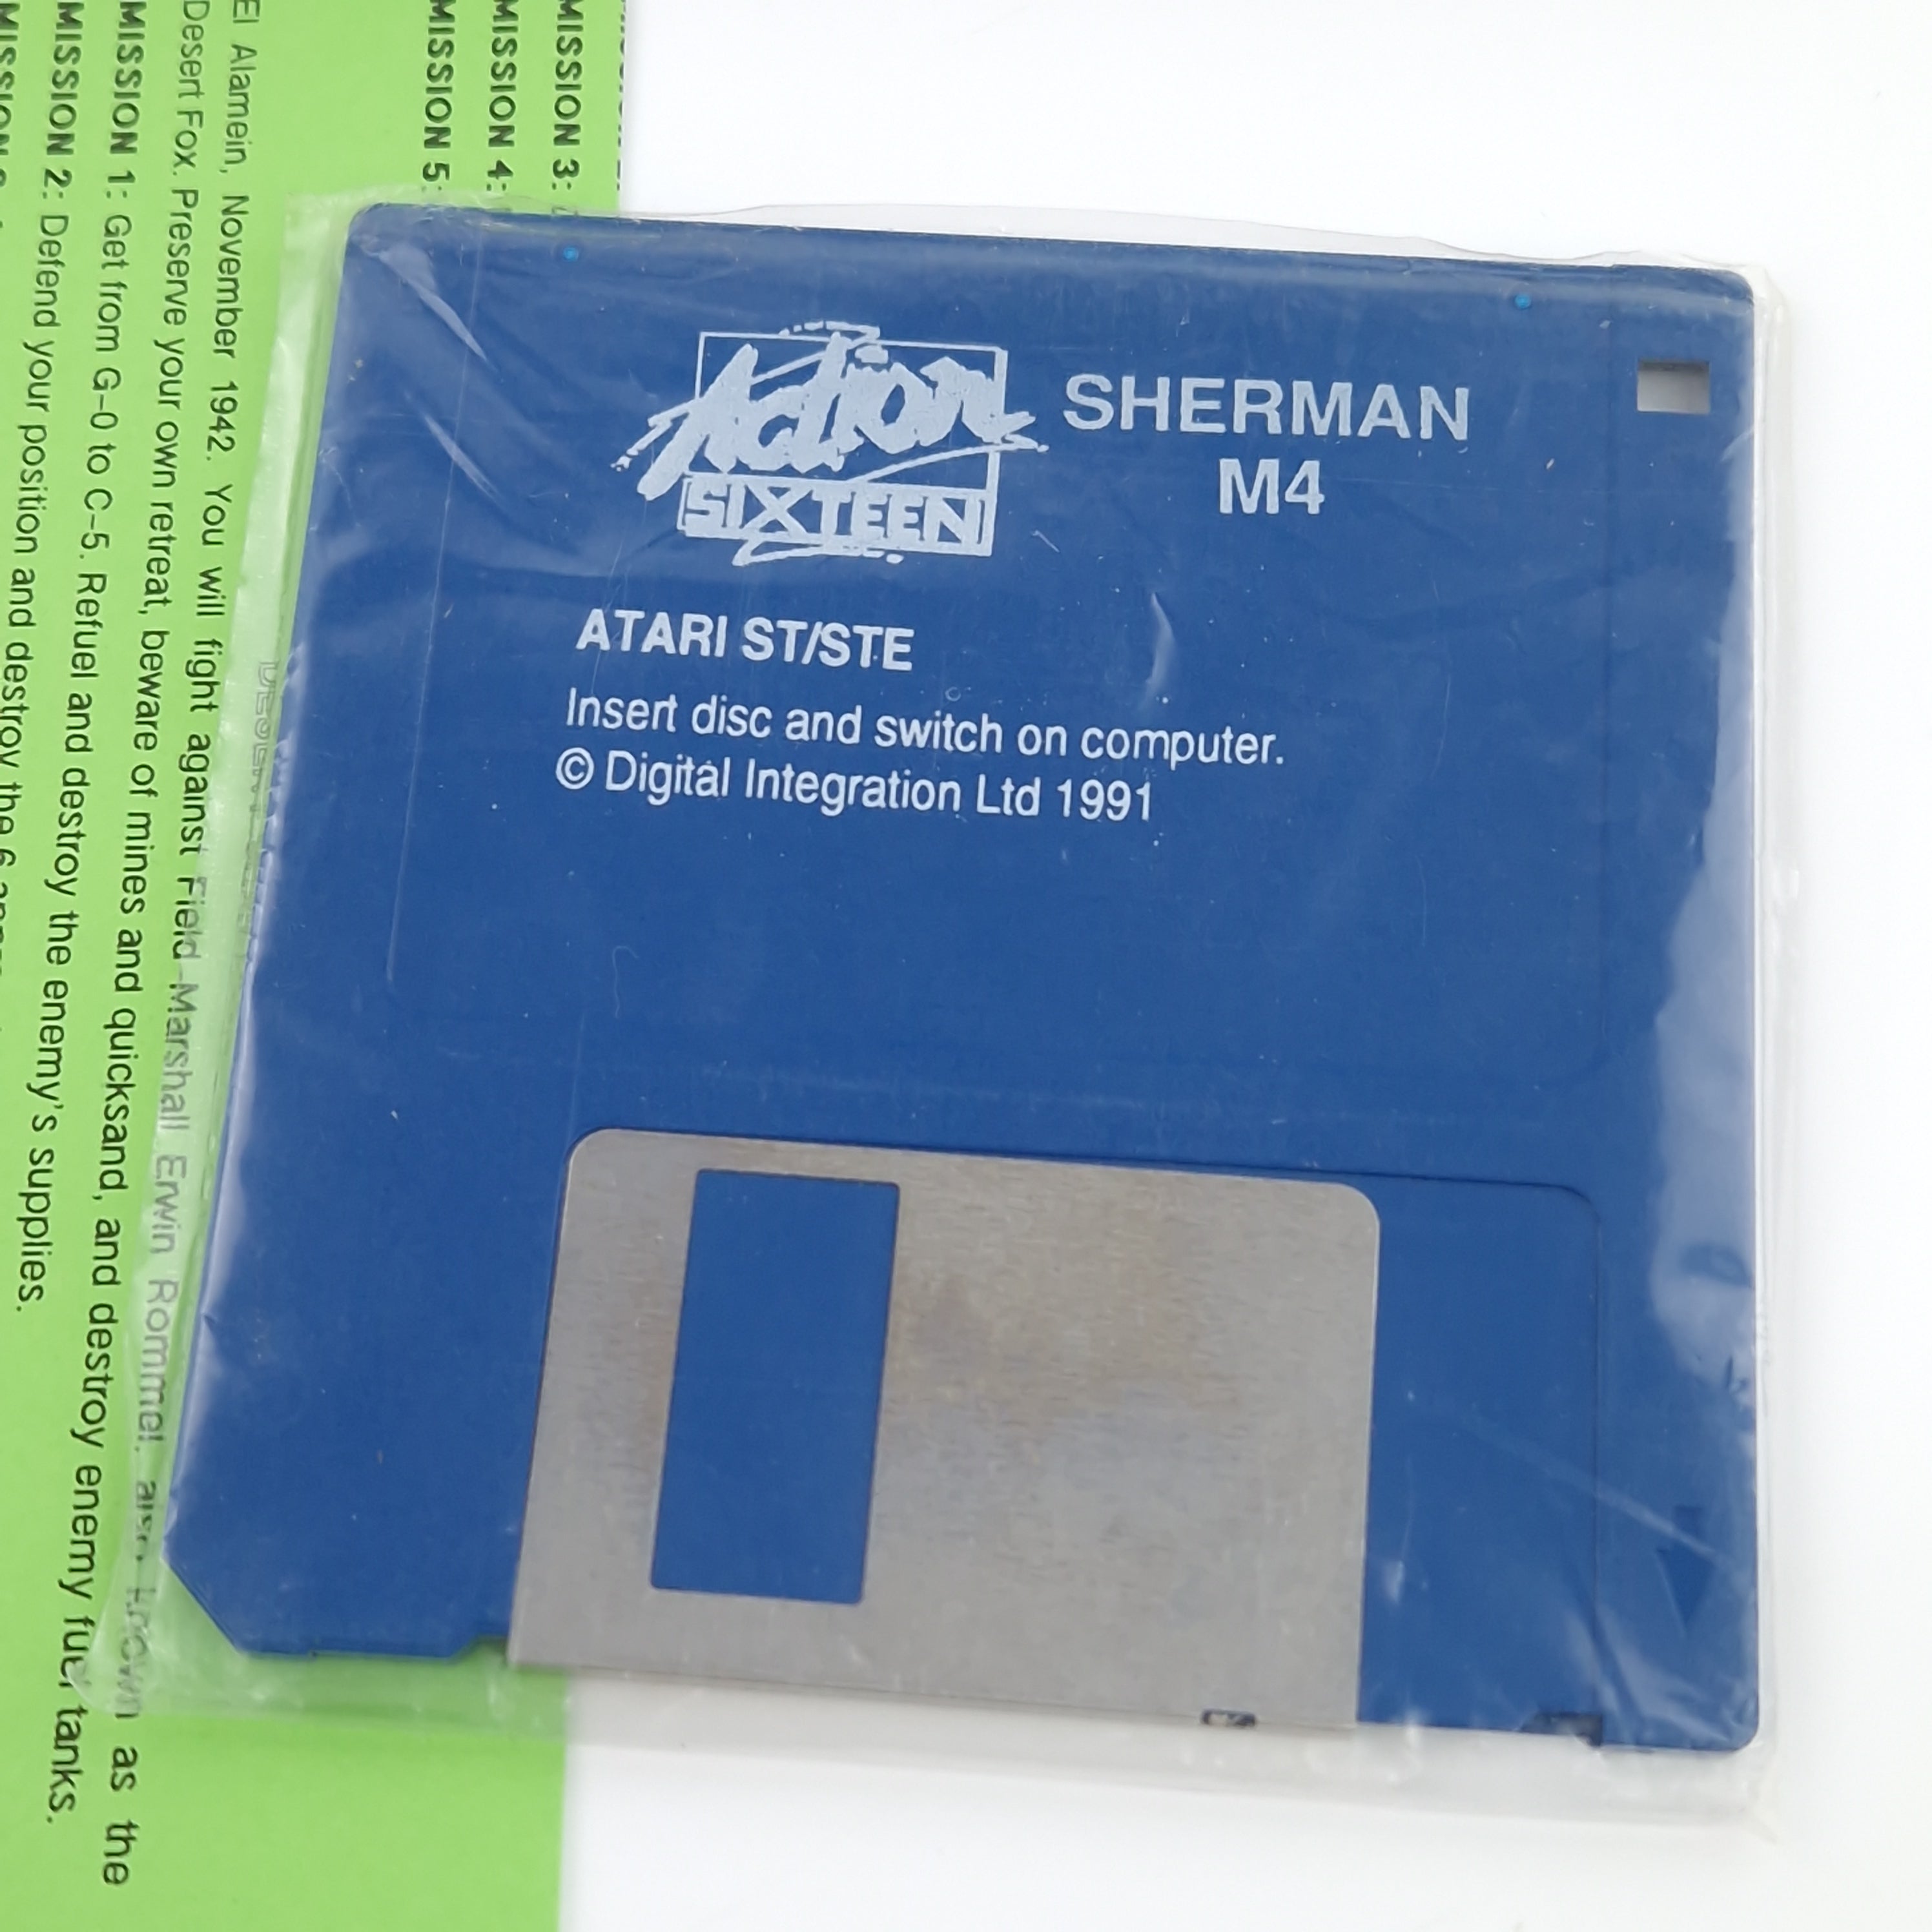 Action
SIXTEEN
SHERMAN
M4
ATARI ST/STE
Insert disc and switch on computer.
© Digital Integration Ltd 1991
MISSION 3:
MISSION 4:
MISSION 5:
El Alamein, November 1942. You will fight against Field-Marshall Erwin Rommel, also known as the
Desert Fox. Preserve your own retreat, beware of mines and quicksand, and destroy enemy fuel tanks.
MISSION 1: Get from G-0 to C-5. Refuel and destroy the enemy's supplies.
MISSION 2: Defend your position and destroy the 6
MISSION